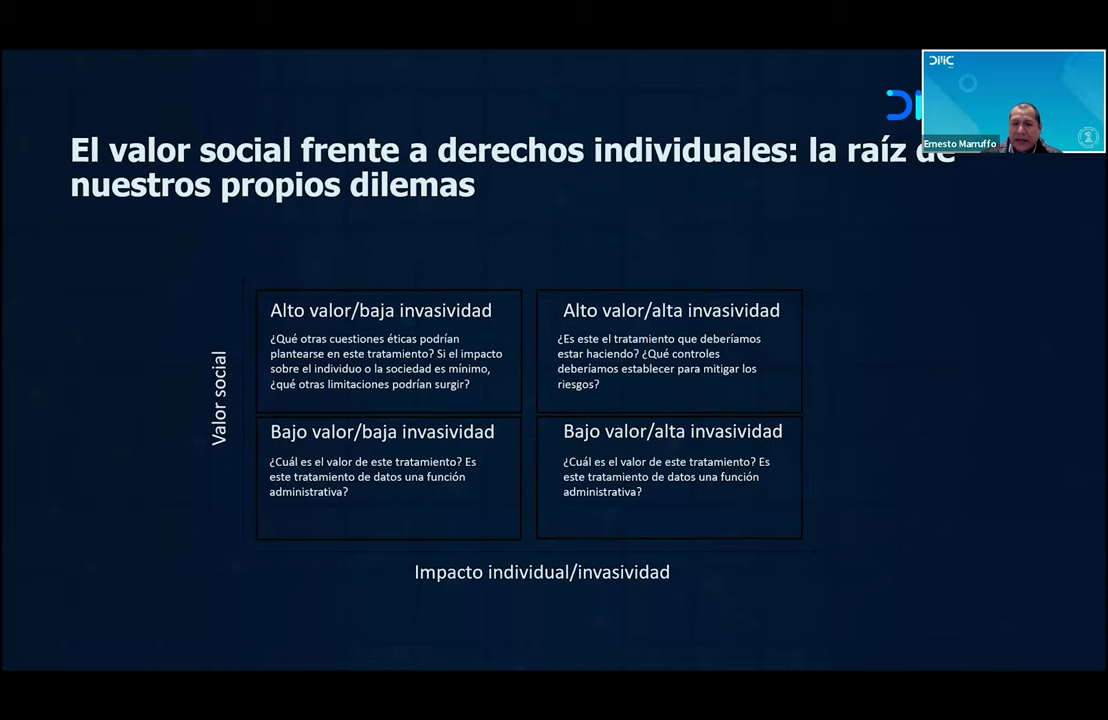 DiMiC
Ernesto Marruffo
El valor social frente a derechos individuales: la raíz de
nuestros propios dilemas
Valor social
Alto valor/baja invasividad
¿Qué otras cuestiones éticas podrían
plantearse en este tratamiento? Si el impacto
sobre el individuo o la sociedad es mínimo,
¿qué otras limitaciones podrían surgir?
Alto valor/alta invasividad
¿Es este el tratamiento que deberíamos
estar haciendo? ¿Qué controles
deberíamos establecer para mitigar los
riesgos?
Bajo valor/baja invasividad
¿Cuál es el valor de este tratamiento? Es
este tratamiento de datos una función
administrativa?
Bajo valor/alta invasividad
¿Cuál es el valor de este tratamiento? Es
este tratamiento de datos una función
administrativa?
Impacto individual/invasividad